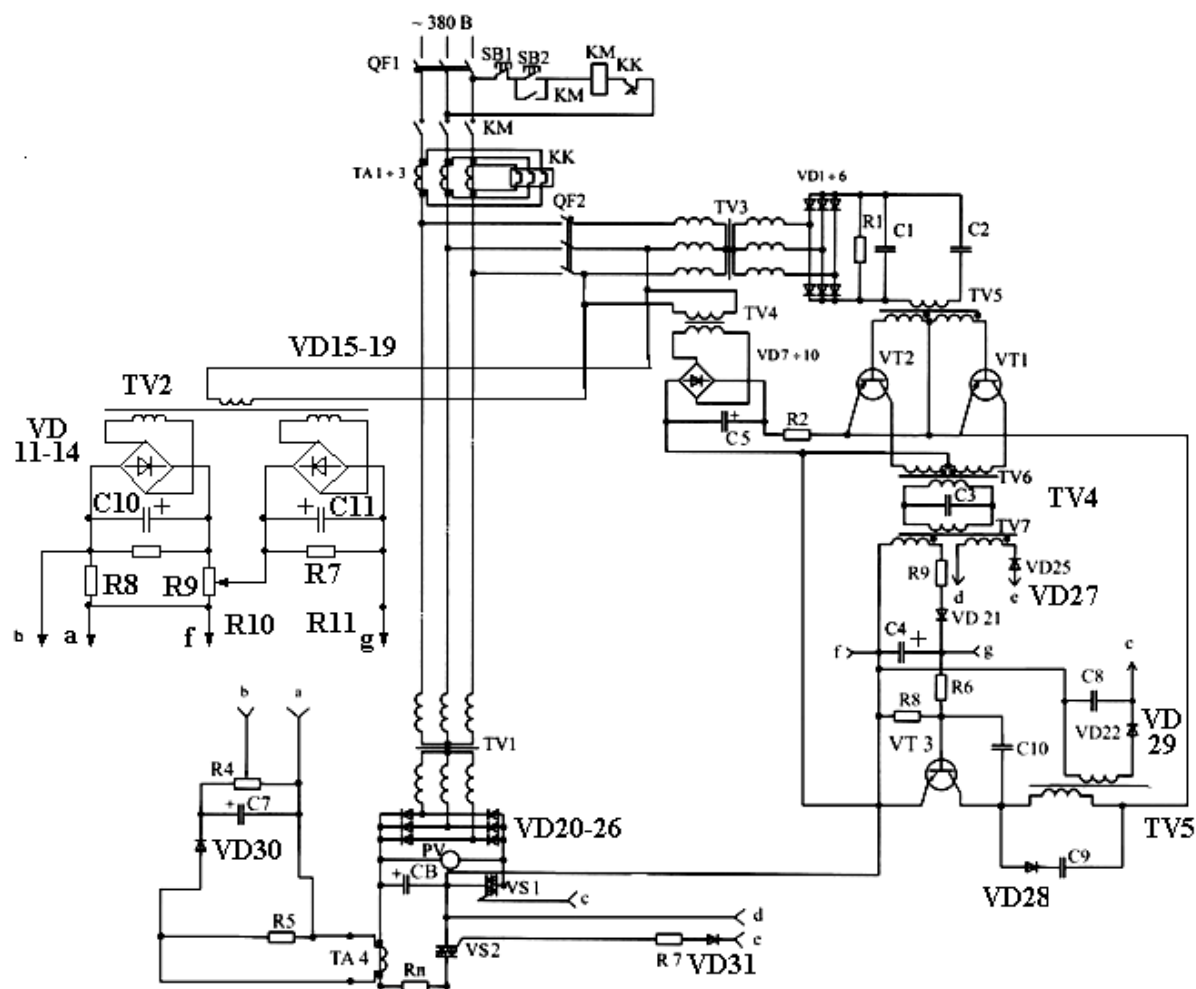 ~ 380 В
QF1
SB1
SB2
KM
KK
KM
KM
TA 1÷3
KK
QF2
TV3
VD1÷6
R1
C1
C2
TV5
TV4
VD7÷10
VT2
VT1
VD15-19
TV2
VD
11-14
+
C5
R2
C10
+
+
C11
TV6
TV4
C3
TV7
R8
R9
R7
R9
VD25
d
e
VD27
R10
R11
b
a
f
g
VD 21
C4
+
f
g
c
R6
C8
b
a
R8
VD22
VD
29
TV1
VT 3
C10
R4
+
C7
VD20-26
TV5
VD30
PV
+
CB
VS1
c
C9
VD28
d
R5
TA 4
VS2
R 7
VD31
e
Rn